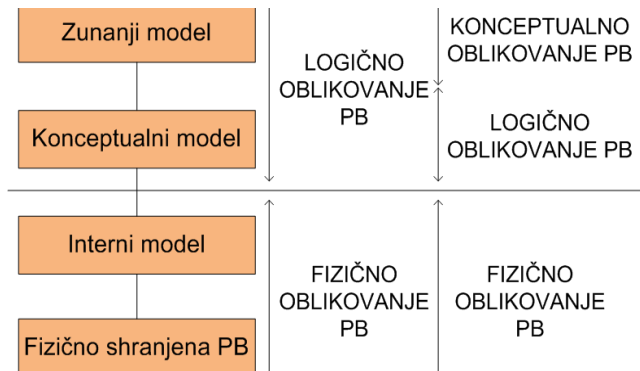 Zunanji model
Konceptualni model
Interni model
Fizično shranjena PB
LOGIČNO
OBLIKOVANJE
PB
FIZIČNO
OBLIKOVANJE
PB
KONCEPTUALNO
OBLIKOVANJE PB
LOGIČNO
OBLIKOVANJE PB
FIZIČNO
OBLIKOVANJE
PB